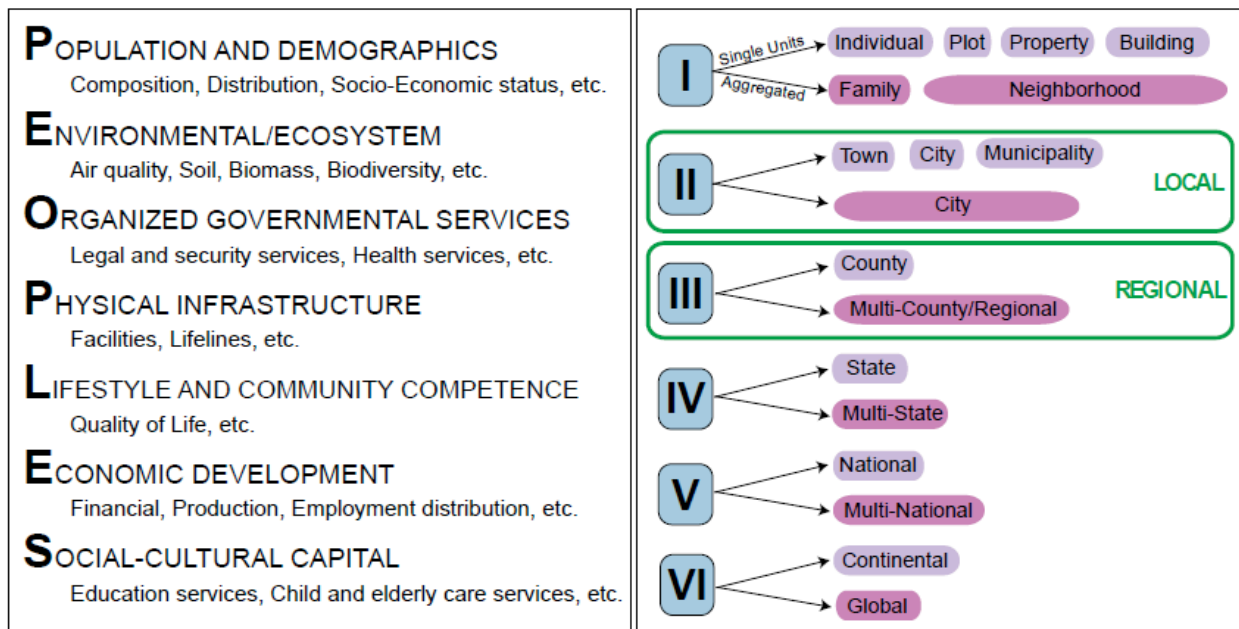 POPULATION AND DEMOGRAPHICS
Composition, Distribution, Socio-Economic status, etc.
ENVIRONMENTAL/ECOSYSTEM
Air quality, Soil, Biomass, Biodiversity, etc.
ORGANIZED GOVERNMENTAL SERVICES
Legal and security services, Health services, etc.
PHYSICAL INFRASTRUCTURE
Facilities, Lifelines, etc.
LIFESTYLE AND COMMUNITY COMPETENCE
Quality of Life, etc.
ECONOMIC DEVELOPMENT
Financial, Production, Employment distribution, etc.
SOCIAL-CULTURAL CAPITAL
Education services, Child and elderly care services, etc.
I
Single Units
Individual Plot Property Building
Aggregated
Family Neighborhood
II
Town City Municipality
City
LOCAL
III
County
Multi-County/Regional
REGIONAL
IV
State
Multi-State
V
National
Multi-National
VI
Continental
Global